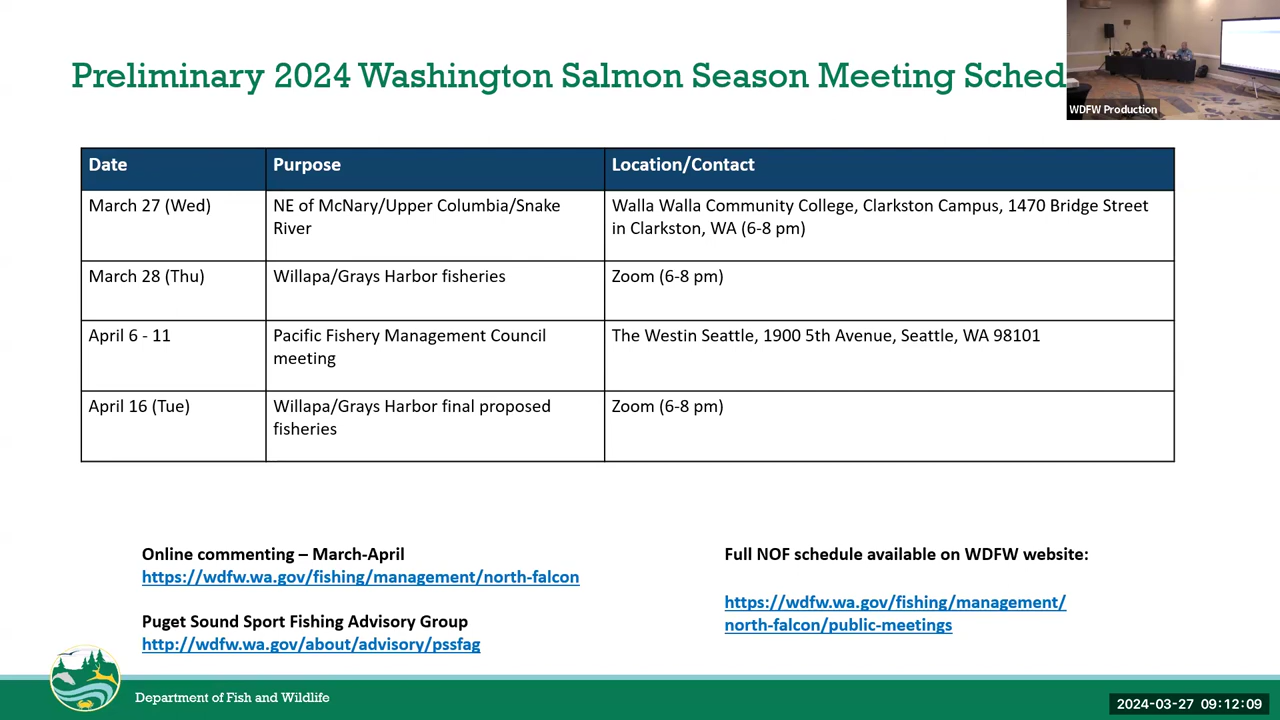 Preliminary 2024 Washington Salmon Season Meeting Sched
WDFW Production
Date Purpose Location/Contact
March 27 (Wed) NE of McNary/Upper Columbia/Snake Walla Walla Community College, Clarkston Campus, 1470 Bridge Street
River in Clarkston, WA (6-8 pm)
March 28 (Thu) Willapa/Grays Harbor fisheries Zoom (6-8 pm)
April 6 - 11 Pacific Fishery Management Council The Westin Seattle, 1900 5th Avenue, Seattle, WA 98101
meeting
April 16 (Tue) Willapa/Grays Harbor final proposed Zoom (6-8 pm)
fisheries
Online commenting – March-April
https://wdfw.wa.gov/fishing/management/north-falcon
Puget Sound Sport Fishing Advisory Group
http://wdfw.wa.gov/about/advisory/pssfag
Full NOF schedule available on WDFW website:
https://wdfw.wa.gov/fishing/management/
north-falcon/public-meetings
Department of Fish and Wildlife
2024-03-27 09:12:09